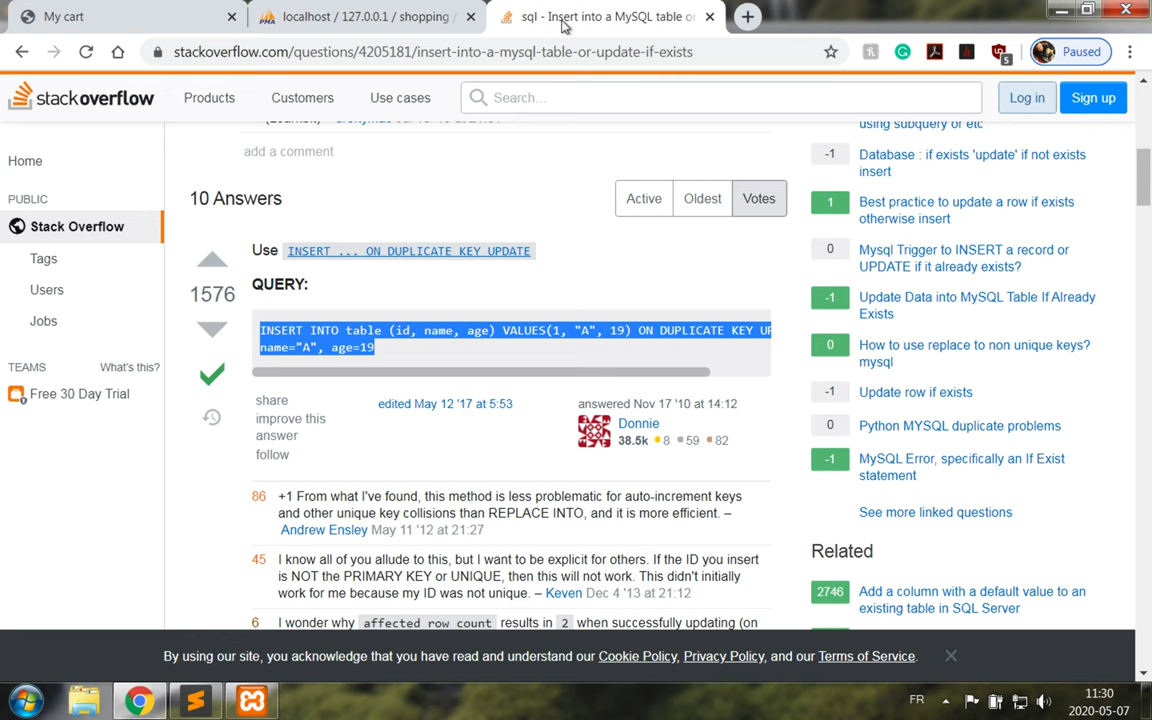 My cart
localhost / 127.0.0.1 / shopping
sql - Insert into a MySQL table or
stackoverflow.com/questions/4205181/insert-into-a-mysql-table-or-update-if-exists
5
Paused
stackoverflow
Products
Customers
Use cases
Search...
Log in
Sign up
Home
PUBLIC
Stack Overflow
Tags
Users
Jobs
TEAMS
What's this?
Free 30 Day Trial
add a comment
10 Answers
Active
Oldest
Votes
1576
Use INSERT ... ON DUPLICATE KEY UPDATE
QUERY:
INSERT INTO table (id, name, age) VALUES(1, "A", 19) ON DUPLICATE KEY UP
name="A", age=19
share
improve this
answer
follow
edited May 12 '17 at 5:53
answered Nov 17 '10 at 14:12
Donnie
38.5k 8 59 82
86 +1 From what I've found, this method is less problematic for auto-increment keys
and other unique key collisions than REPLACE INTO, and it is more efficient. –
Andrew Ensley May 11 '12 at 21:27
45 I know all of you allude to this, but I want to be explicit for others. If the ID you insert
is NOT the PRIMARY KEY or UNIQUE, then this will not work. This didn't initially
work for me because my ID was not unique. – Keven Dec 4 '13 at 21:12
6 I wonder why affected row count results in 2 when successfully updating (on
using subquery or etc
-1 Database : if exists 'update' if not exists
insert
1 Best practice to update a row if exists
otherwise insert
0 Mysql Trigger to INSERT a record or
UPDATE if it already exists?
-1 Update Data into MySQL Table If Already
Exists
0 How to use replace to non unique keys?
mysql
-1 Update row if exists
0 Python MYSQL duplicate problems
-1 MySQL Error, specifically an If Exist
statement
See more linked questions
Related
2746 Add a column with a default value to an
existing table in SQL Server
By using our site, you acknowledge that you have read and understand our Cookie Policy, Privacy Policy, and our Terms of Service.
FR
11:30
2020-05-07